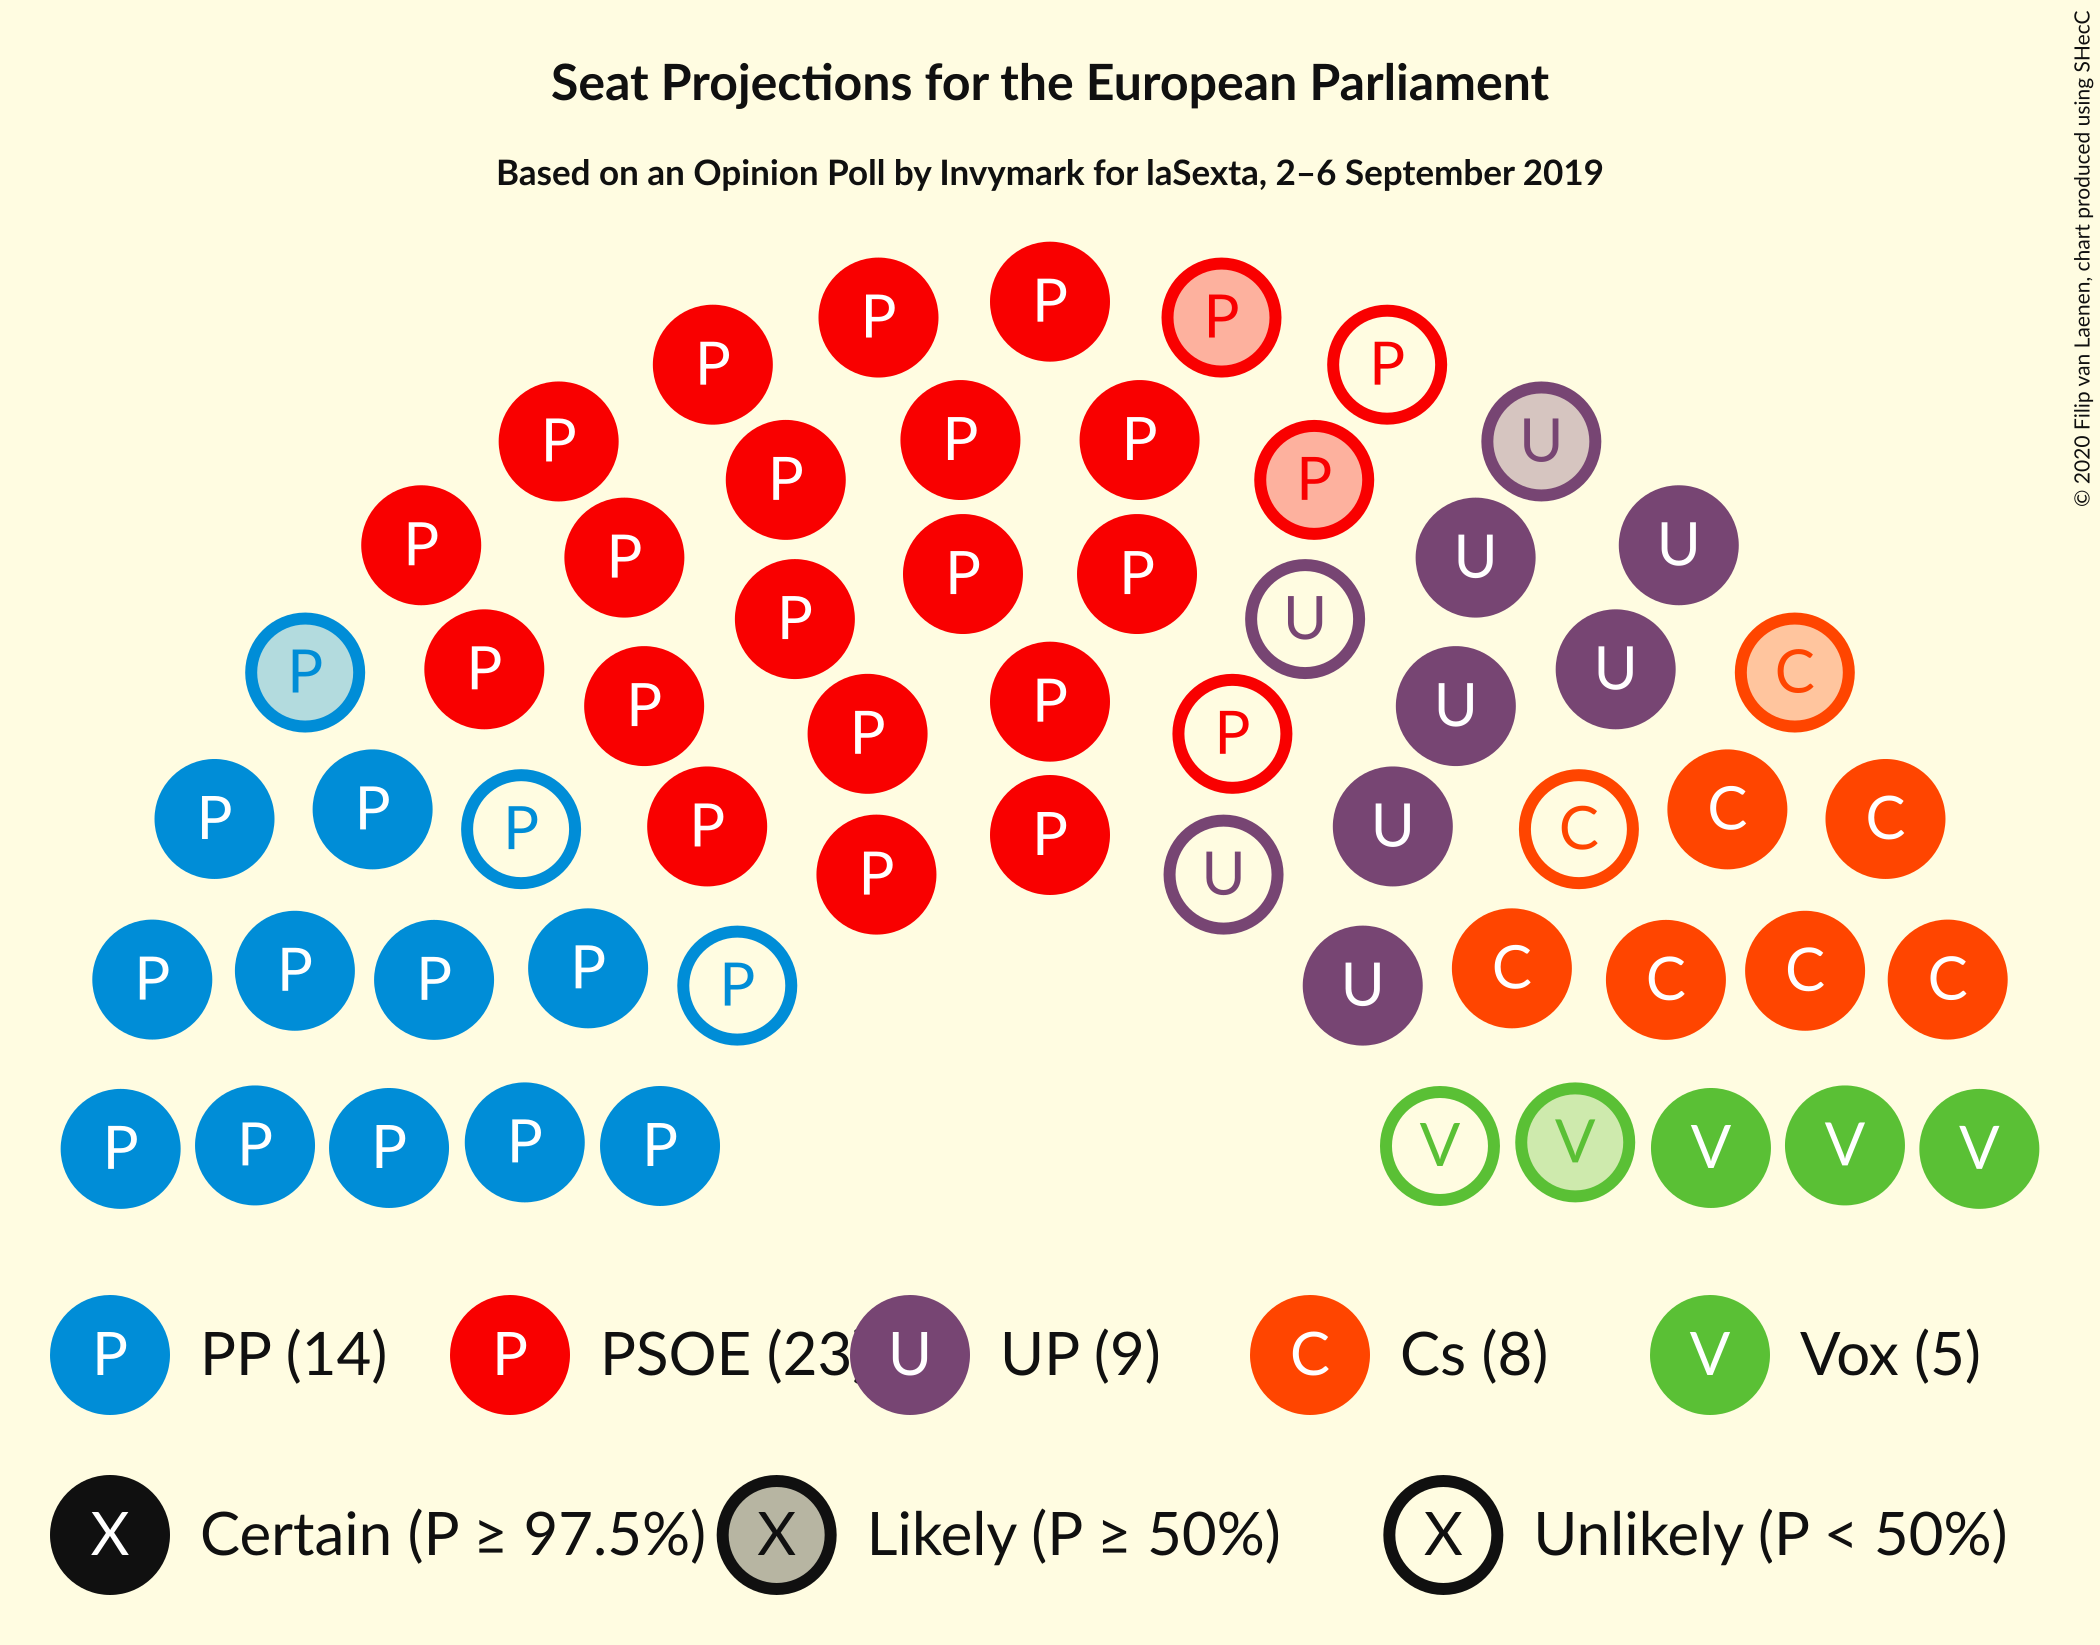 Seat Projections for the European Parliament
Based on an Opinion Poll by Invymark for laSexta, 2–6 September 2019
© 2020 Filip van Laenen, chart produced using SHecC
P P P P P
P P
P P P P
P U
P P P U U
P P P P U U
P P U
P P P U
P P P P
P P P U C C C
P P P U
P P P P P U C C C C
P P P P P V V V V V
P PP (14) P PSOE (23) U UP (9) C Cs (8) V Vox (5)
X Certain (P ≥ 97.5%) X Likely (P ≥ 50%) X Unlikely (P < 50%)